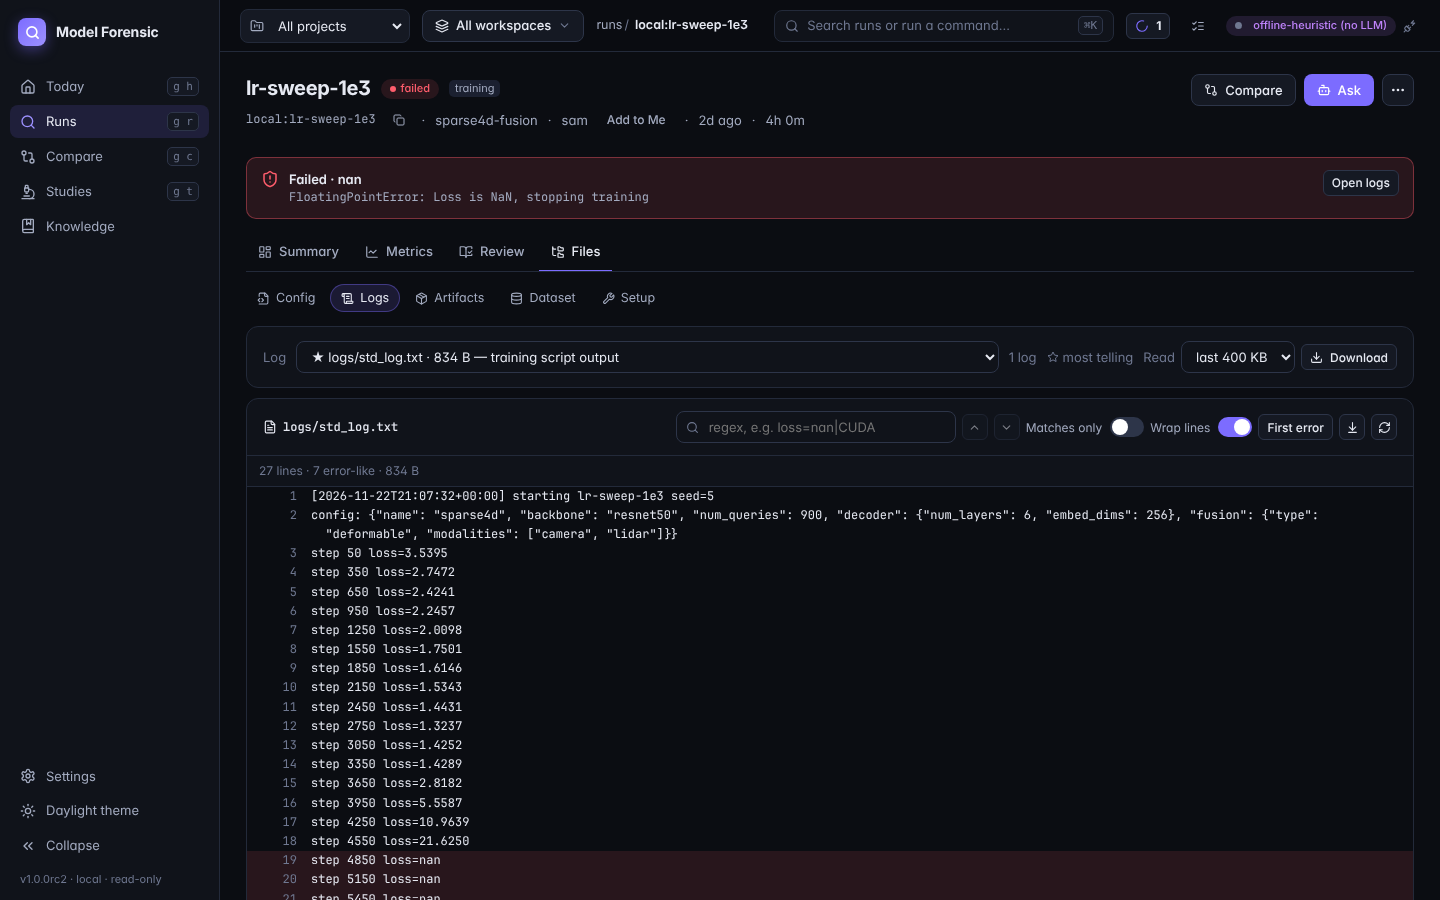 Model Forensic
All projects
All workspaces
runs / local:lr-sweep-1e3
Search runs or run a command...
⌘K
1
offline-heuristic (no LLM)
Today
g h
Runs
g r
Compare
g c
Studies
g t
Knowledge
Settings
Daylight theme
Collapse
v1.0.0rc2 · local · read-only
lr-sweep-1e3
failed
training
Compare
Ask
local:lr-sweep-1e3 · sparse4d-fusion · sam Add to Me · 2d ago · 4h 0m
Failed · nan
FloatingPointError: Loss is NaN, stopping training
Open logs
Summary
Metrics
Review
Files
Config
Logs
Artifacts
Dataset
Setup
Log
★ logs/std_log.txt · 834 B — training script output
1 log
most telling
Read
last 400 KB
Download
logs/std_log.txt
regex, e.g. loss=nan|CUDA
Matches only
Wrap lines
First error
27 lines · 7 error-like · 834 B
1 [2026-11-22T21:07:32+00:00] starting lr-sweep-1e3 seed=5
2 config: {"name": "sparse4d", "backbone": "resnet50", "num_queries": 900, "decoder": {"num_layers": 6, "embed_dims": 256}, "fusion": {"type":
"deformable", "modalities": ["camera", "lidar"]}}
3 step 50 loss=3.5395
4 step 350 loss=2.7472
5 step 650 loss=2.4241
6 step 950 loss=2.2457
7 step 1250 loss=2.0098
8 step 1550 loss=1.7501
9 step 1850 loss=1.6146
10 step 2150 loss=1.5343
11 step 2450 loss=1.4431
12 step 2750 loss=1.3237
13 step 3050 loss=1.4252
14 step 3350 loss=1.4289
15 step 3650 loss=2.8182
16 step 3950 loss=5.5587
17 step 4250 loss=10.9639
18 step 4550 loss=21.6250
19 step 4850 loss=nan
20 step 5150 loss=nan
21 step 5450 loss=nan